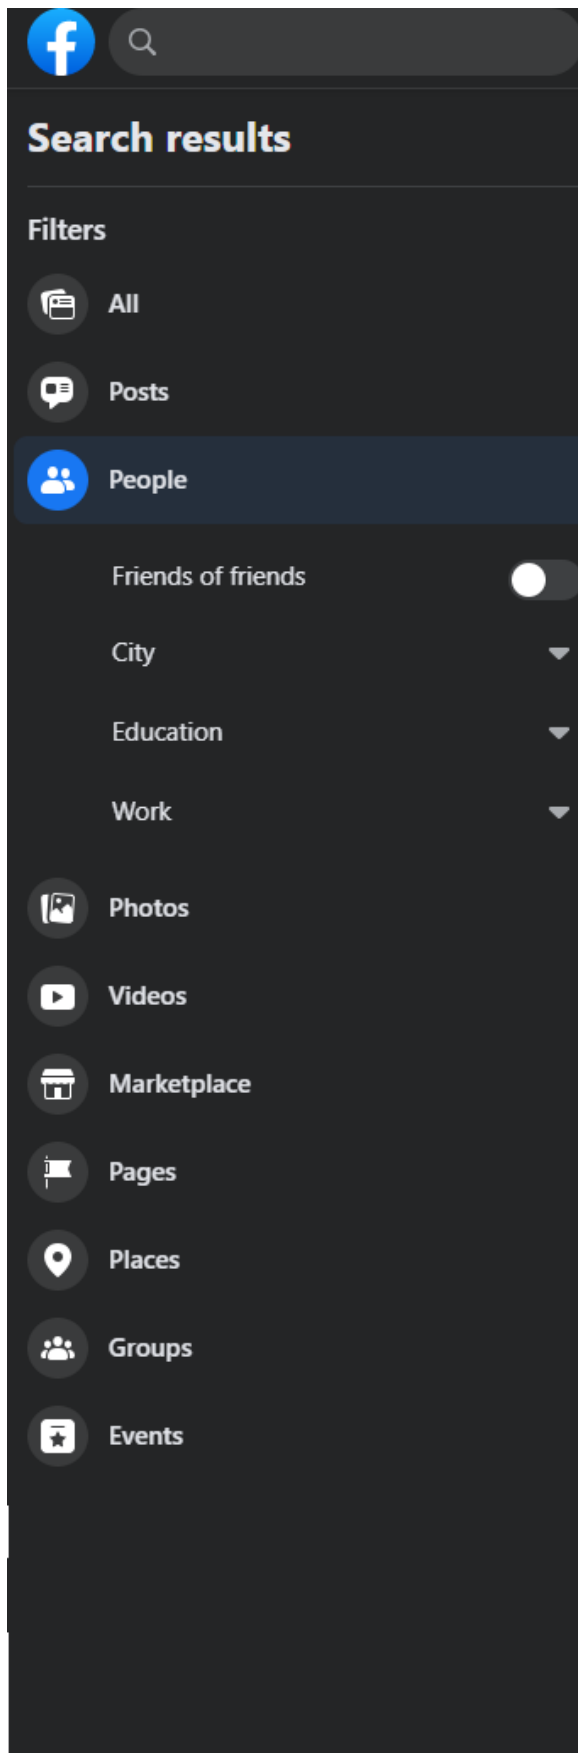 Search results
Filters
All
Posts
People
Friends of friends
City
Education
Work
Photos
Videos
Marketplace
Pages
Places
Groups
Events